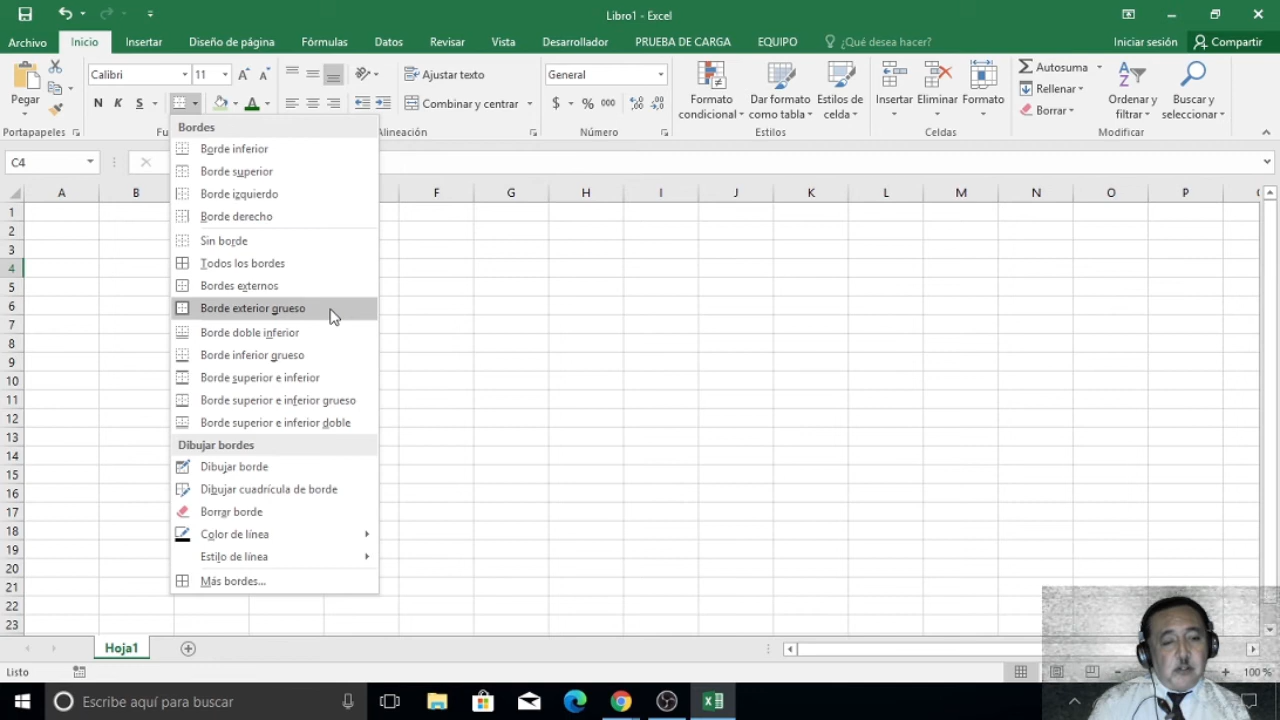 Libro1 - Excel
Archivo Inicio Insertar Diseño de página Fórmulas Datos Revisar Vista Desarrollador PRUEBA DE CARGA EQUIPO ¿Qué desea hacer? Iniciar sesión Compartir
Pegar
Calibri 11
N K S
Ajustar texto
Combinar y centrar
General
$ % 000
Formato condicional
Dar formato como tabla
Estilos de celda
Insertar Eliminar Formato
Autosuma
Rellenar
Borrar
Ordenar y filtrar
Buscar y seleccionar
Portapapeles Fu Alineación Número Estilos Celdas Modificar
C4
A B F G H I J K L M N O P
1
2
3
4
5
6
7
8
9
10
11
12
13
14
15
16
17
18
19
20
21
22
23
Bordes
Borde inferior
Borde superior
Borde izquierdo
Borde derecho
Sin borde
Todos los bordes
Bordes externos
Borde exterior grueso
Borde doble inferior
Borde inferior grueso
Borde superior e inferior
Borde superior e inferior grueso
Borde superior e inferior doble
Dibujar bordes
Dibujar borde
Dibujar cuadrícula de borde
Borrar borde
Color de línea
Estilo de línea
Más bordes...
Hoja1
Listo
100 %
Escribe aquí para buscar